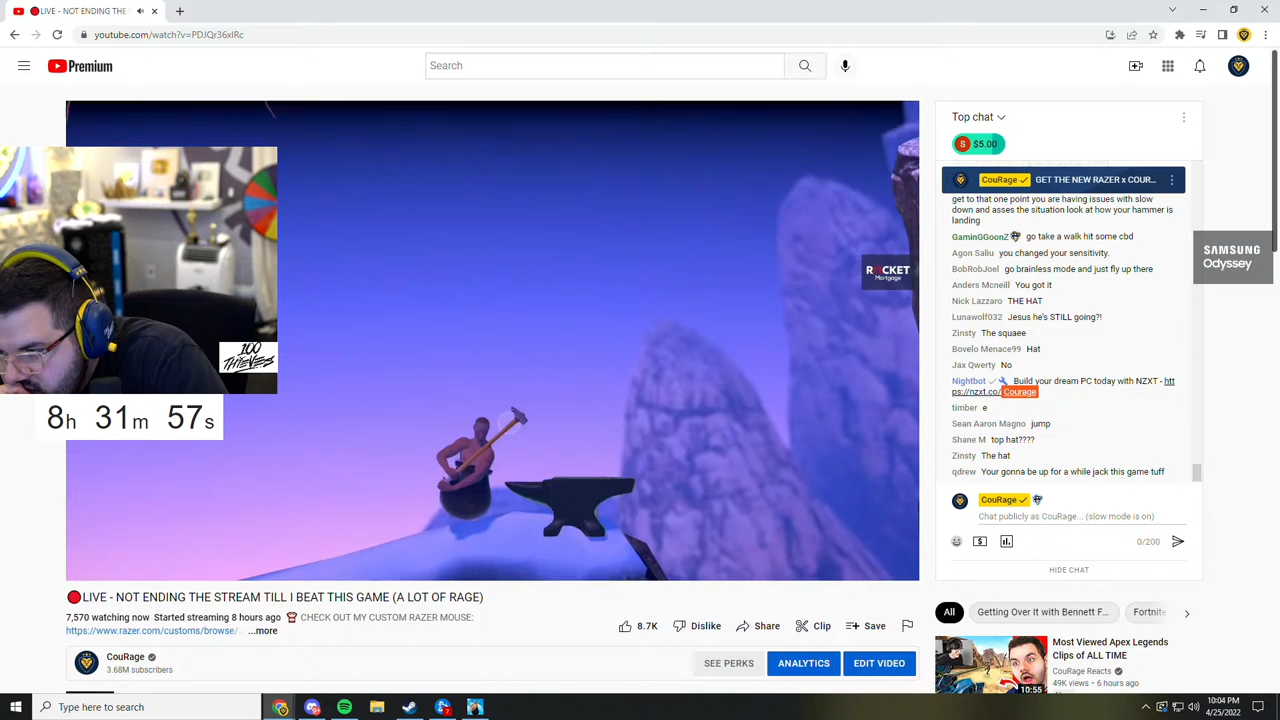 LIVE - NOT ENDING THE S
youtube.com/watch?v=PDJQr36xlRc
Premium
Search
100
THIEVES
8h 31m 57s
ROCKET
Mortgage
SAMSUNG
Odyssey
Top chat
S $5.00
CouRage GET THE NEW RAZER x COUR...
get to that one point you are having issues with slow
down and asses the situation look at how your hammer is
landing
GaminGGoonZ go take a walk hit some cbd
Agon Saliu you changed your sensitivity.
BobRobJoel go brainless mode and just fly up there
Anders Mcneill You got it
Nick Lazzaro THE HAT
Lunawolf032 Jesus he's STILL going?!
Zinsty The squaee
Bovelo Menace99 Hat
Jax Qwerty No
Nightbot Build your dream PC today with NZXT - htt
ps://nzxt.co/Courage
timber e
Sean Aaron Magno jump
Shane M top hat????
Zinsty The hat
qdrew Your gonna be up for a while jack this game tuff
CouRage
Chat publicly as CouRage... (slow mode is on)
0/200
HIDE CHAT
LIVE - NOT ENDING THE STREAM TILL I BEAT THIS GAME (A LOT OF RAGE)
7,570 watching now Started streaming 8 hours ago CHECK OUT MY CUSTOM RAZER MOUSE:
https://www.razer.com/customs/browse/ ...more
8.7K Dislike Share Clip Save
CouRage
3.68M subscribers
SEE PERKS ANALYTICS EDIT VIDEO
All Getting Over It with Bennett F... Fortnite
Most Viewed Apex Legends
Clips of ALL TIME
CouRage Reacts
49K views • 6 hours ago
10:55
Type here to search
10:04 PM
4/25/2022